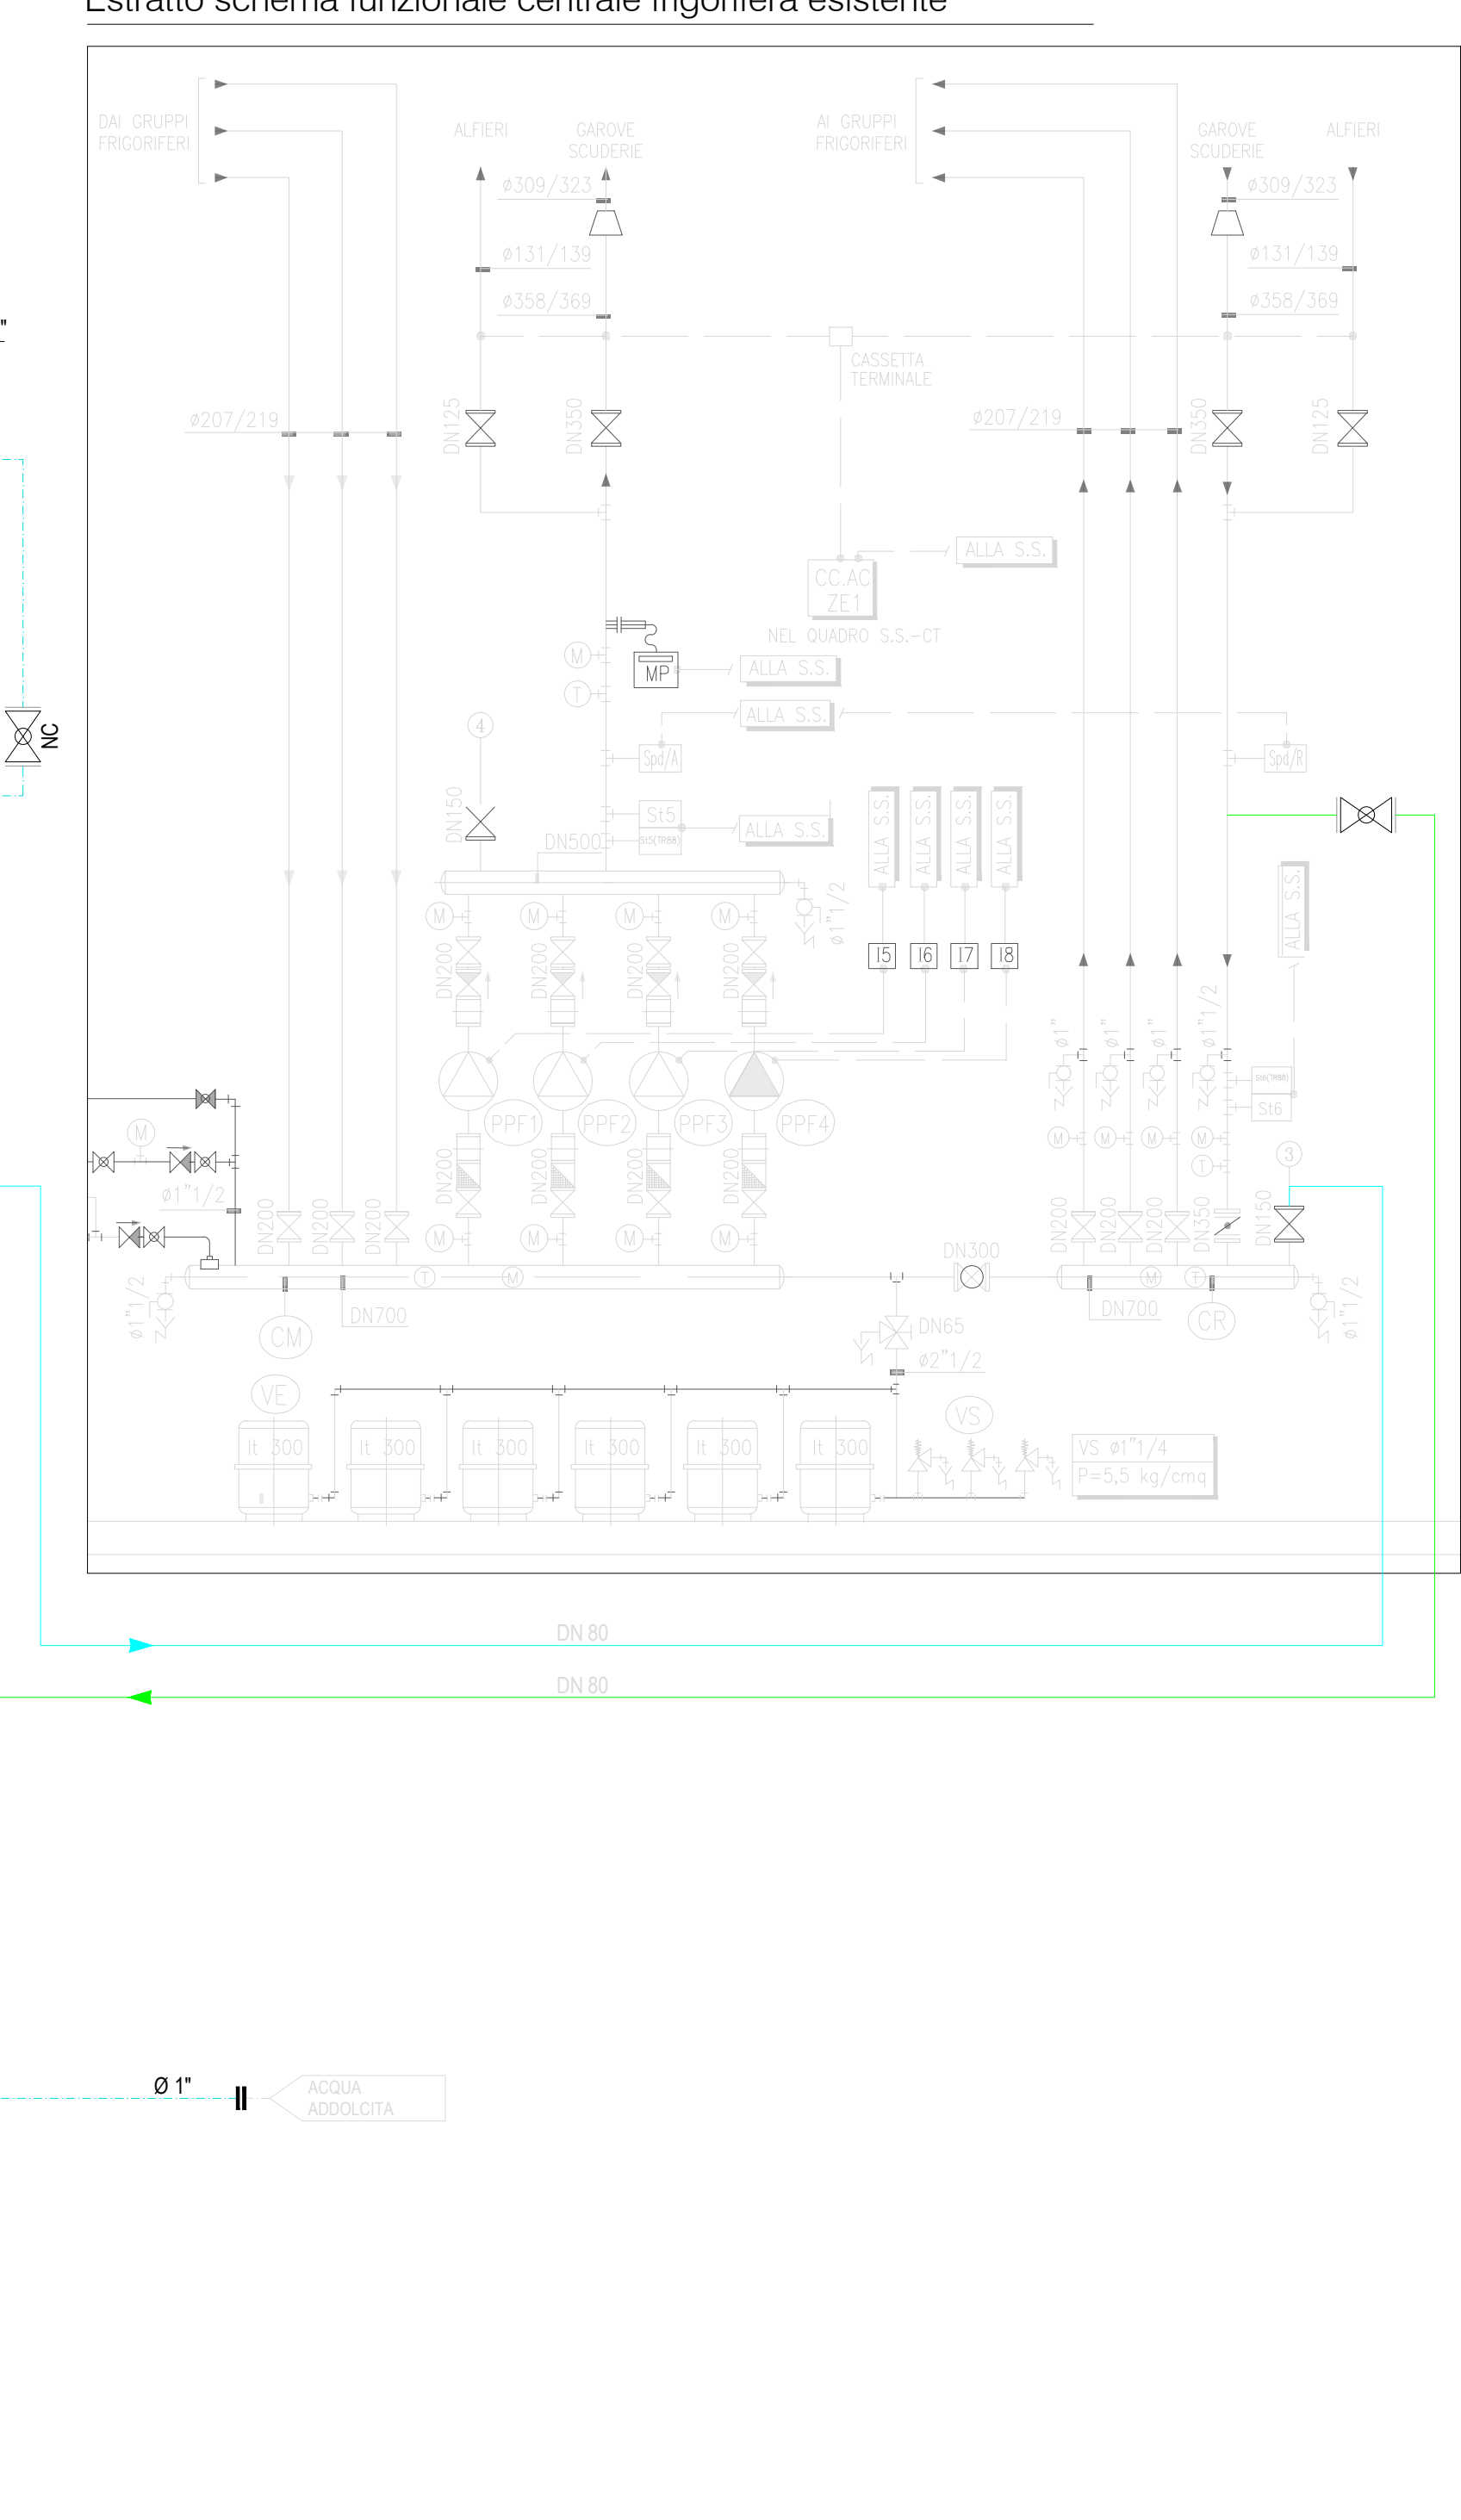 Estratto schema funzionale centrale frigorifera esistente
DAI GRUPPI
FRIGORIFERI
ALFIERI
GAROVE
SCUDERIE
AI GRUPPI
FRIGORIFERI
GAROVE
SCUDERIE
ALFIERI
ø309/323
ø309/323
ø131/139
ø131/139
ø358/369
ø358/369
"
CASSETTA
TERMINALE
ø207/219
DN125
DN350
ø207/219
DN350
DN125
ALLA S.S.
CC.AC
ZE1
NEL QUADRO S.S.-CT
M
MP
ALLA S.S.
T
4
ALLA S.S.
NC
Spd/A
Spd/R
DN150
St5
St5(TR88)
ALLA S.S.
DN500
ALLA S.S.
ALLA S.S.
ALLA S.S.
ALLA S.S.
ALLA S.S.
ø1"1/2
M
M
M
M
DN200
DN200
DN200
DN200
I5
I6
I7
I8
ø1"
ø1"
ø1"
ø1"1/2
St6(TR88)
St6
PPF1
PPF2
PPF3
PPF4
M
M
M
M
M
T
3
DN200
DN200
DN200
DN200
ø1"1/2
DN200
DN200
DN200
M
M
M
M
DN200
DN200
DN200
DN350
DN150
DN300
T
M
M
T
ø1"1/2
CM
DN700
DN65
DN700
CR
ø1"1/2
ø2"1/2
VE
VS
lt 300
lt 300
lt 300
lt 300
lt 300
lt 300
VS ø1"1/4
P=5,5 kg/cmq
DN 80
DN 80
Ø 1"
ACQUA
ADDOLCITA